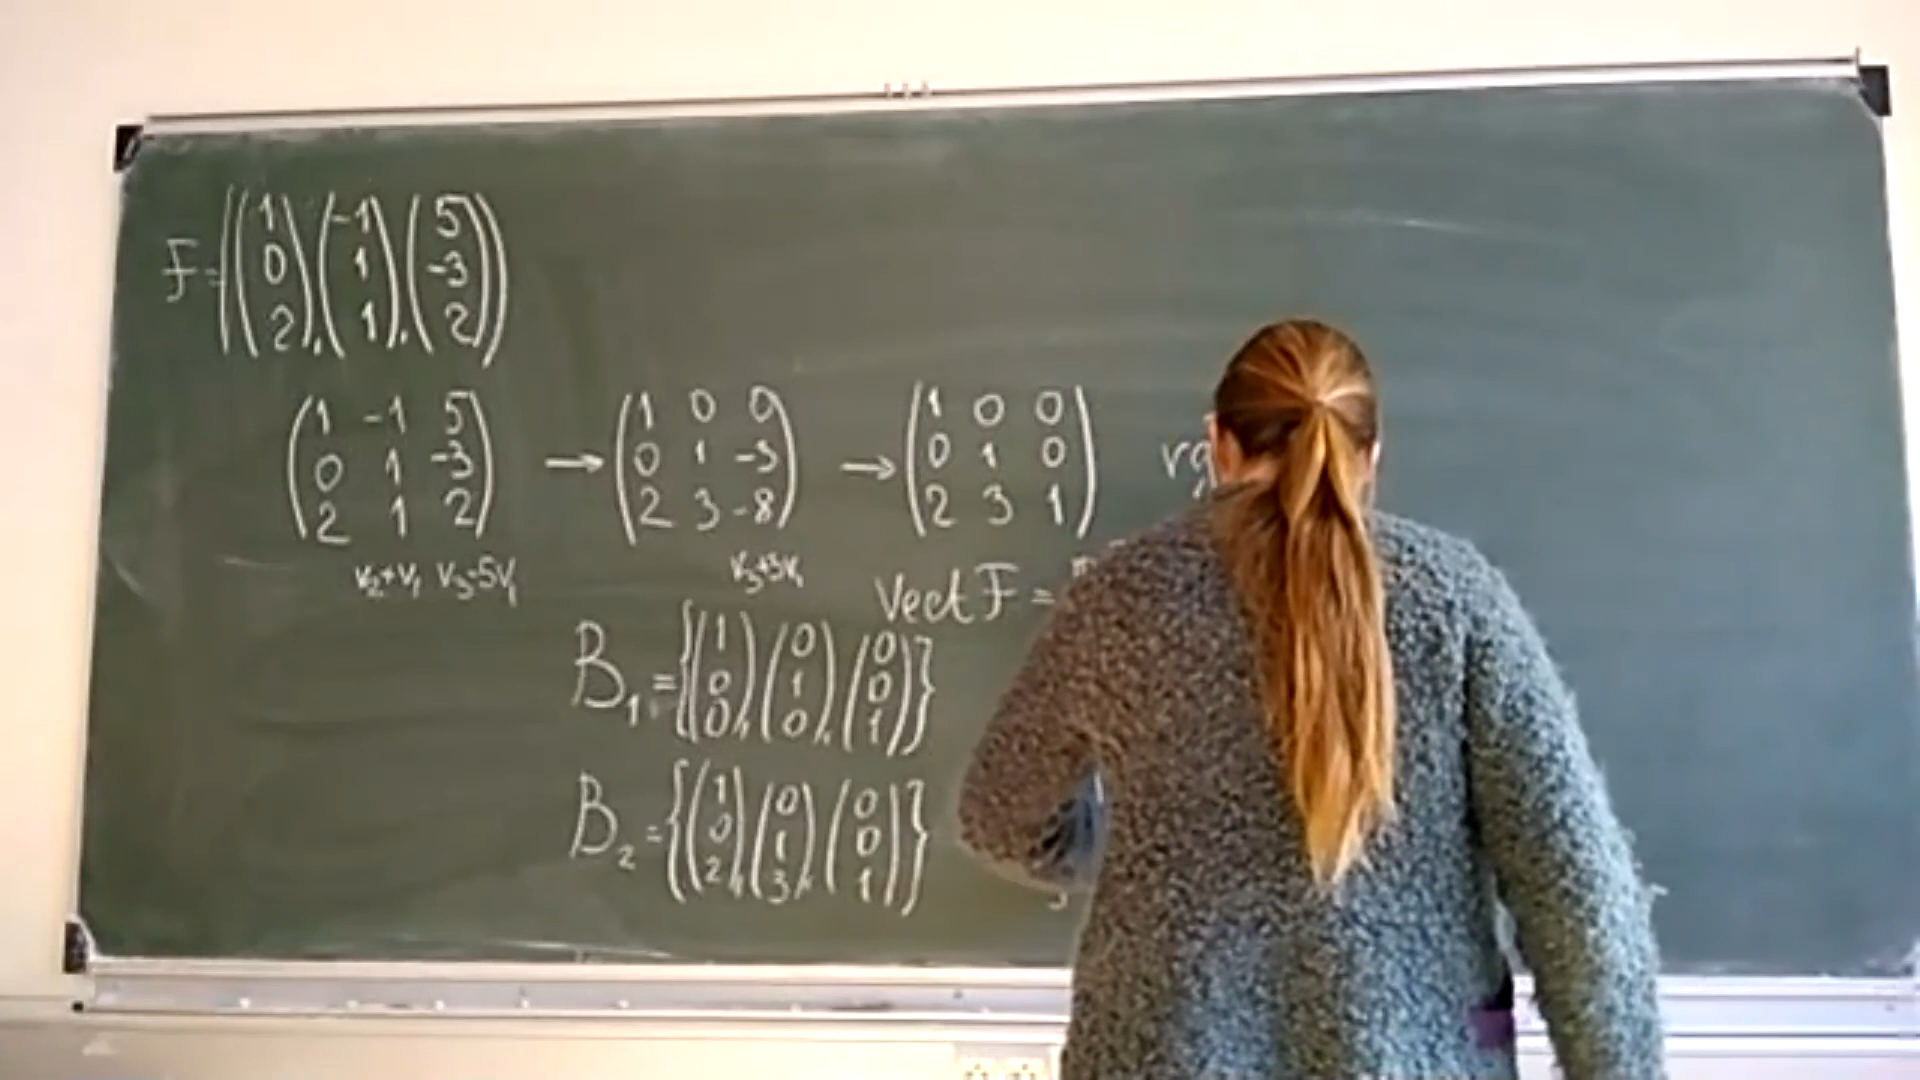 F = ((1 0 2), (-1 1 1), (5 -3 2))
(1 -1 5 → (1 0 0 → (1 0 0
0 1 -3 0 1 -3 0 1 0
2 1 2) 2 3 -8) 2 3 1) rg
v₂+v₁ v₃-5v₁ v₃+3v₁
Vect F =
B₁ = {(1 0 0), (0 1 0), (0 0 1)}
B₂ = {(1 0 2), (0 1 3), (0 0 1)}